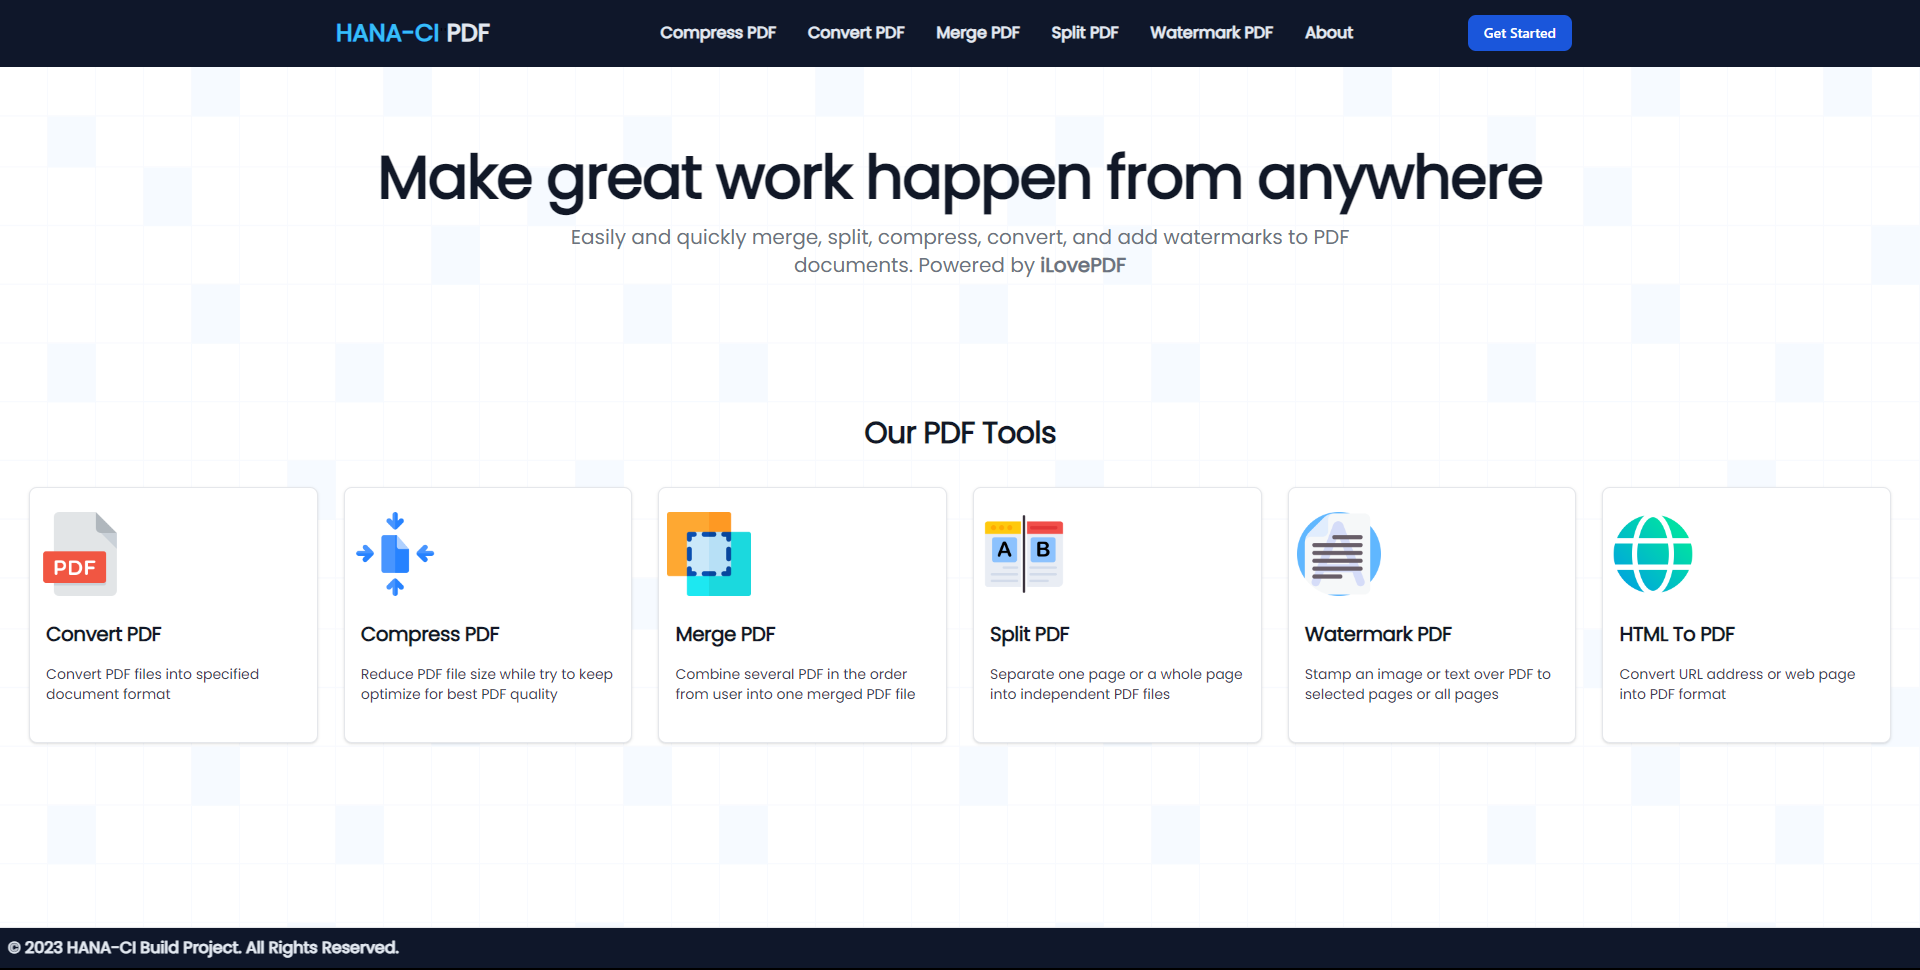 HANA-CI PDF
Compress PDF
Convert PDF
Merge PDF
Split PDF
Watermark PDF
About
Get Started
Make great work happen from anywhere
Easily and quickly merge, split, compress, convert, and add watermarks to PDF
documents. Powered by iLovePDF
Our PDF Tools
PDF
Convert PDF
Convert PDF files into specified
document format
Compress PDF
Reduce PDF file size while try to keep
optimize for best PDF quality
Merge PDF
Combine several PDF in the order
from user into one merged PDF file
A B
Split PDF
Separate one page or a whole page
into independent PDF files
A
Watermark PDF
Stamp an image or text over PDF to
selected pages or all pages
HTML To PDF
Convert URL address or web page
into PDF format
© 2023 HANA-CI Build Project. All Rights Reserved.